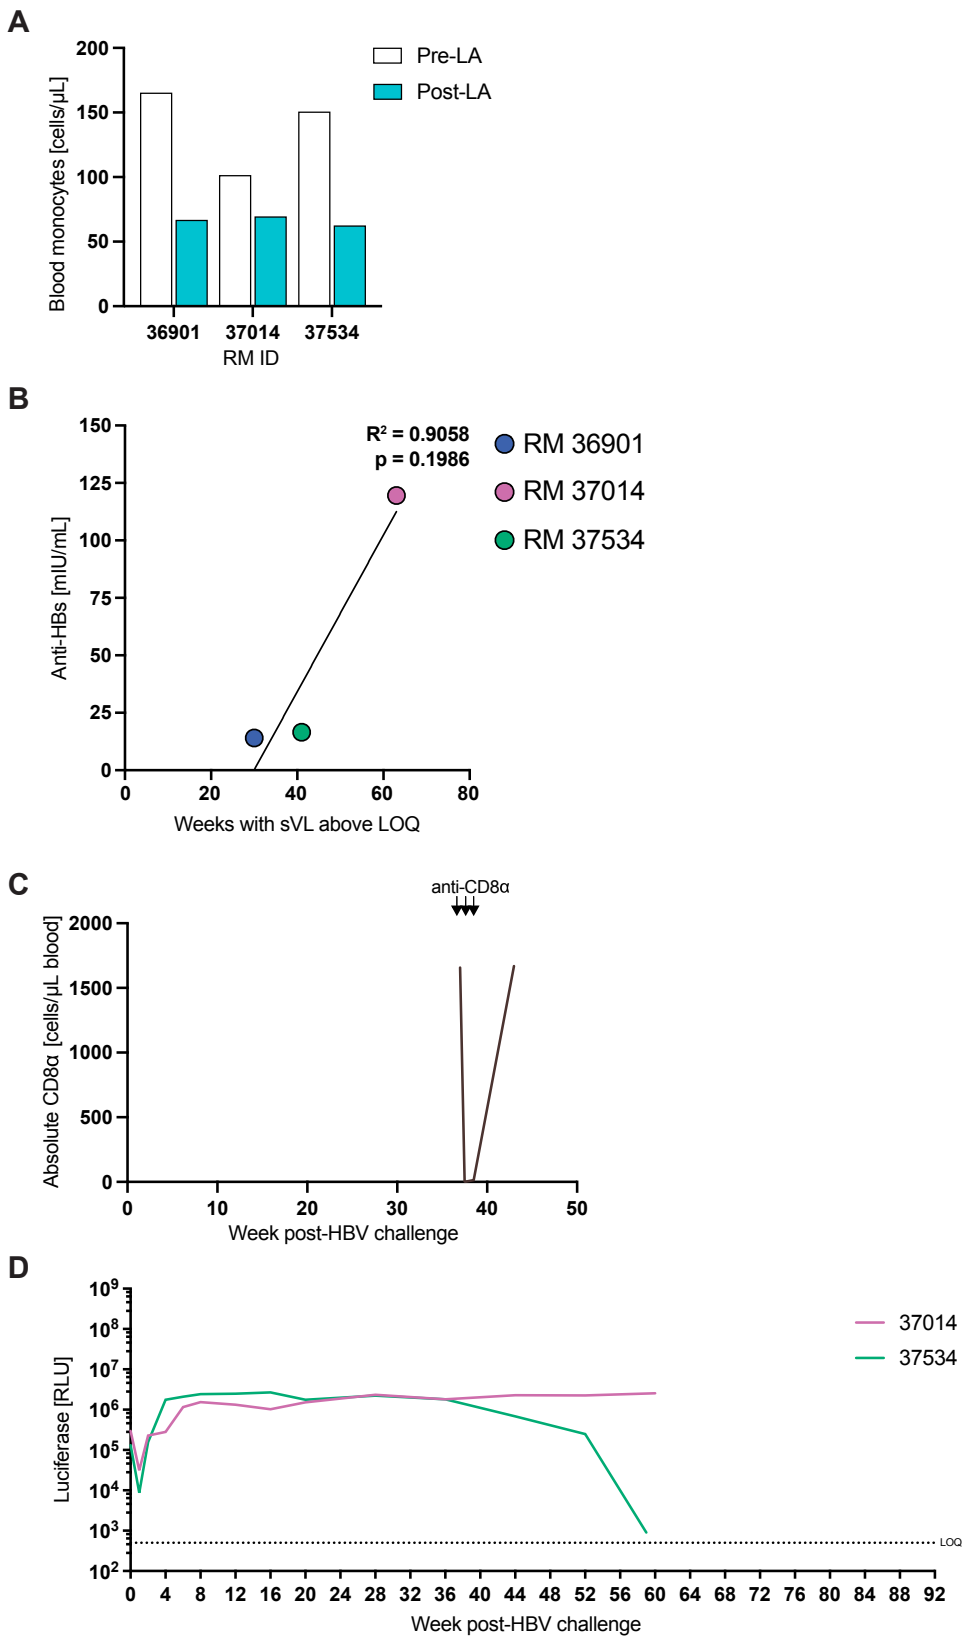 A
200
150
100
50
0
Blood monocytes [cells/µL]
Pre-LA
Post-LA
36901 37014 37534
RM ID
B
150
125
100
75
50
25
0
Anti-HBs [mIU/mL]
R² = 0.9058
p = 0.1986
RM 36901
RM 37014
RM 37534
0 20 40 60 80
Weeks with sVL above LOQ
C
anti-CD8α
2000
1500
1000
500
0
Absolute CD8α [cells/µL blood]
0 10 20 30 40 50
Week post-HBV challenge
D
10⁹
10⁸
10⁷
10⁶
10⁵
10⁴
10³
10²
Luciferase [RLU]
37014
37534
LOQ
0 4 8 12 16 20 24 28 32 36 40 44 48 52 56 60 64 68 72 76 80 84 88 92
Week post-HBV challenge